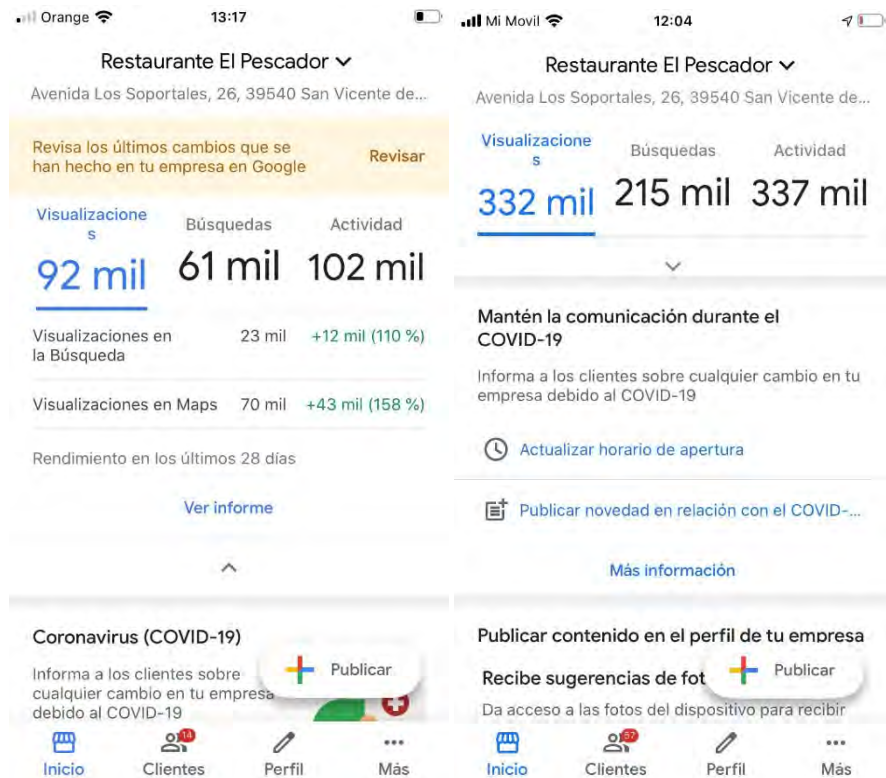 Orange
13:17
Restaurante El Pescador
Avenida Los Soportales, 26, 39540 San Vicente de...
Revisa los últimos cambios que se
han hecho en tu empresa en Google
Revisar
Visualizacione
s
Búsquedas
Actividad
92 mil
61 mil
102 mil
Visualizaciones en
la Búsqueda
23 mil
+12 mil (110 %)
Visualizaciones en Maps
70 mil
+43 mil (158 %)
Rendimiento en los últimos 28 días
Ver informe
Coronavirus (COVID-19)
Informa a los clientes sobre
cualquier cambio en tu empresa
debido al COVID-19
Publicar
14
Inicio
Clientes
Perfil
Más
Mi Movil
12:04
Restaurante El Pescador
Avenida Los Soportales, 26, 39540 San Vicente de...
Visualizacione
s
Búsquedas
Actividad
332 mil
215 mil
337 mil
Mantén la comunicación durante el
COVID-19
Informa a los clientes sobre cualquier cambio en tu
empresa debido al COVID-19
Actualizar horario de apertura
Publicar novedad en relación con el COVID-...
Más información
Publicar contenido en el perfil de tu empresa
Recibe sugerencias de fot
Da acceso a las fotos del dispositivo para recibir
Publicar
57
Inicio
Clientes
Perfil
Más